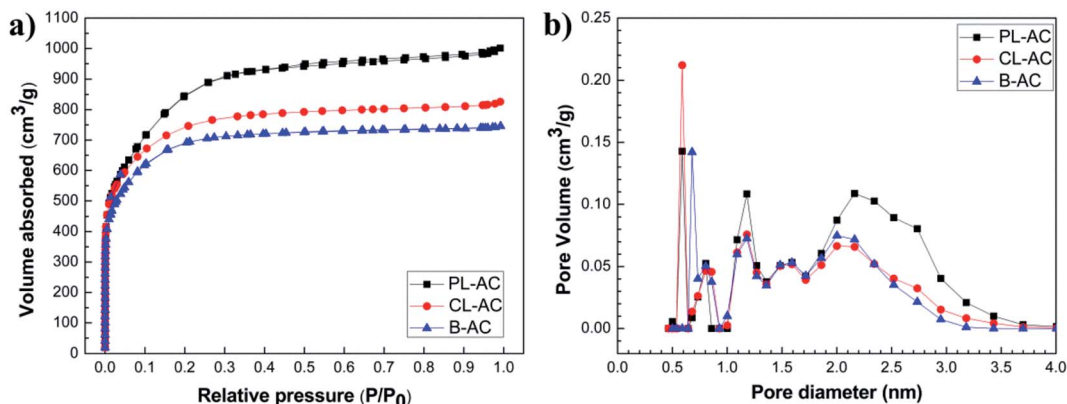 a)
1100
1000
900
800
700
600
500
400
300
200
100
0
Volume absorbed (cm³/g)
PL-AC
CL-AC
B-AC
0.0 0.1 0.2 0.3 0.4 0.5 0.6 0.7 0.8 0.9 1.0
Relative pressure (P/P₀)
b)
0.25
0.20
0.15
0.10
0.05
0.00
Pore Volume (cm³/g)
PL-AC
CL-AC
B-AC
0.0 0.5 1.0 1.5 2.0 2.5 3.0 3.5 4.0
Pore diameter (nm)